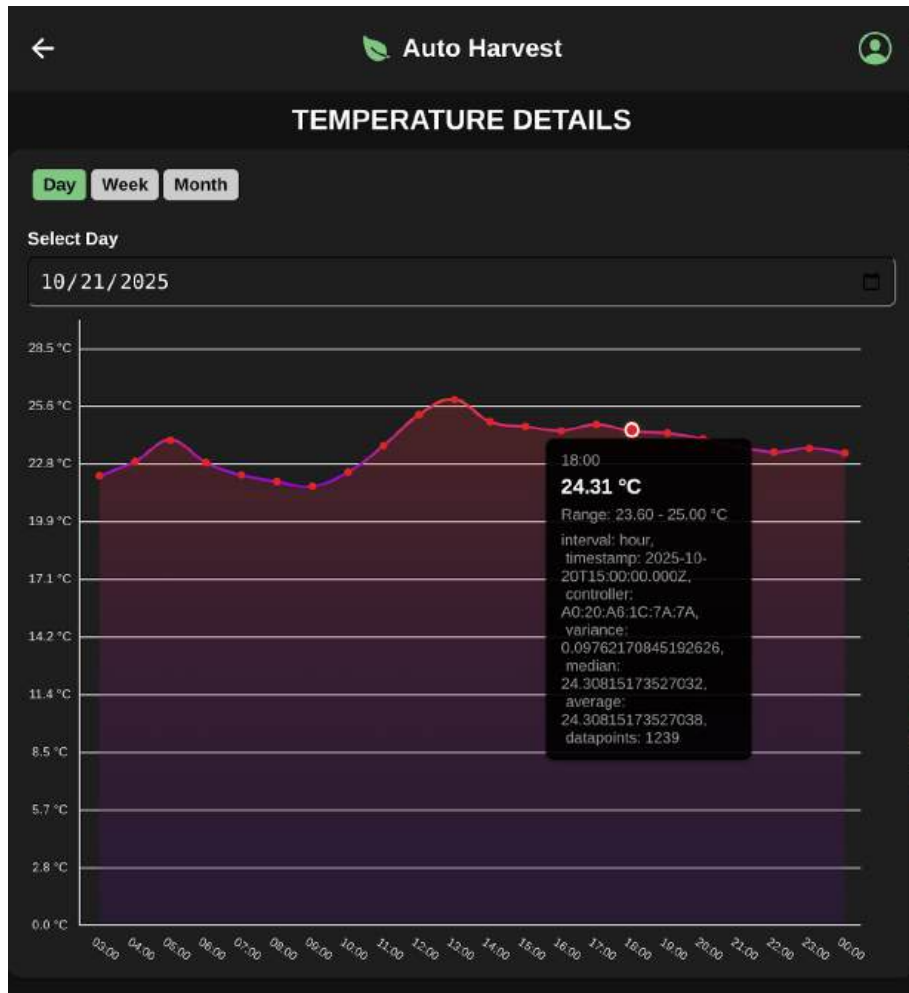 Auto Harvest
TEMPERATURE DETAILS
Day Week Month
Select Day
10/21/2025
28.5 °C
25.6 °C
22.8 °C
19.9 °C
17.1 °C
14.2 °C
11.4 °C
8.5 °C
5.7 °C
2.8 °C
0.0 °C
18:00
24.31 °C
Range: 23.60 - 25.00 °C
interval: hour,
timestamp: 2025-10-
20T15:00:00.000Z,
controller:
A0:20:A6:1C:7A:7A,
variance:
0.09762170845192626,
median:
24.30815173527032,
average:
24.30815173527038,
datapoints: 1239
03:00 04:00 05:00 06:00 07:00 08:00 09:00 10:00 11:00 12:00 13:00 14:00 15:00 16:00 17:00 18:00 19:00 20:00 21:00 22:00 23:00 00:00